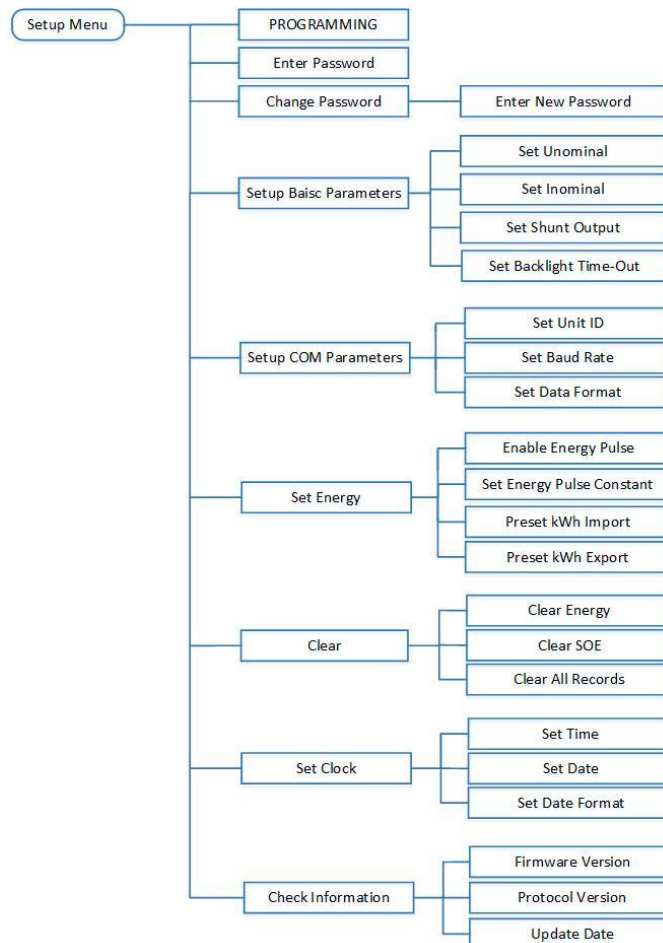 Setup Menu
PROGRAMMING
Enter Password
Change Password
Enter New Password
Setup Baisc Parameters
Set Unominal
Set Inominal
Set Shunt Output
Set Backlight Time-Out
Setup COM Parameters
Set Unit ID
Set Baud Rate
Set Data Format
Set Energy
Enable Energy Pulse
Set Energy Pulse Constant
Preset kWh Import
Preset kWh Export
Clear
Clear Energy
Clear SOE
Clear All Records
Set Clock
Set Time
Set Date
Set Date Format
Check Information
Firmware Version
Protocol Version
Update Date